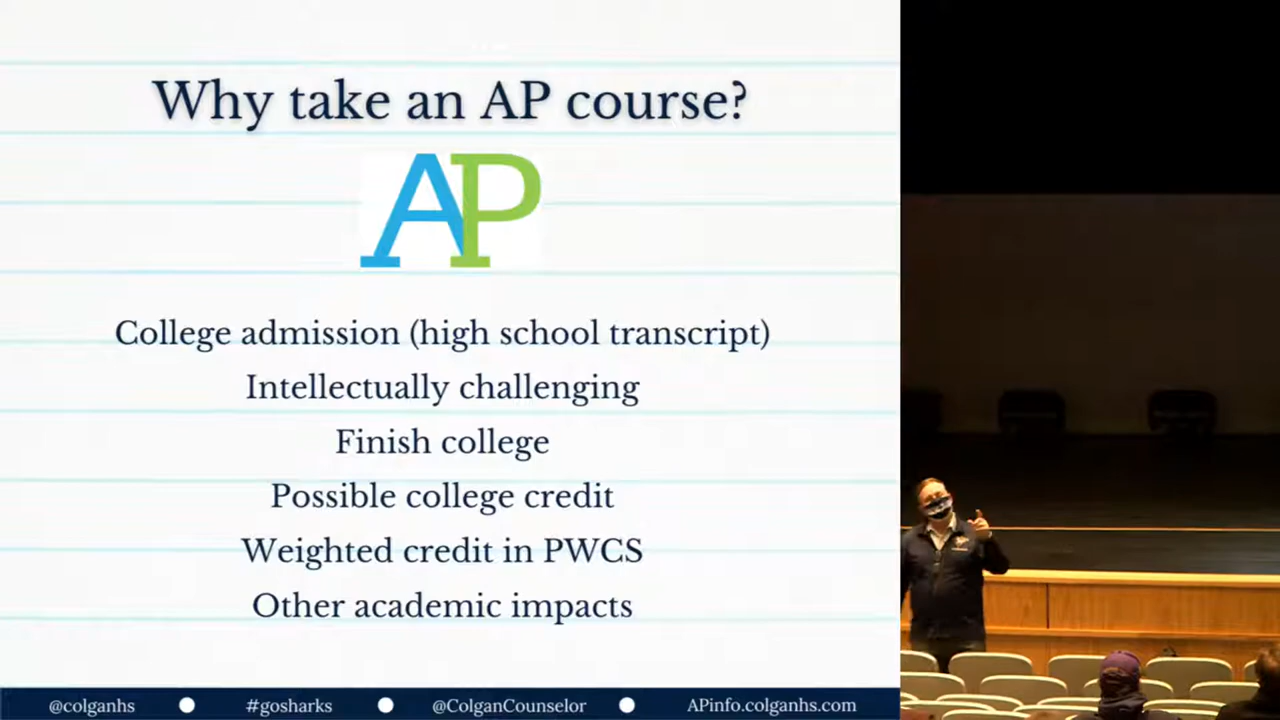 Why take an AP course?
AP
College admission (high school transcript)
Intellectually challenging
Finish college
Possible college credit
Weighted credit in PWCS
Other academic impacts
@colganhs
#gosharks
@ColganCounselor
APinfo.colganhs.com